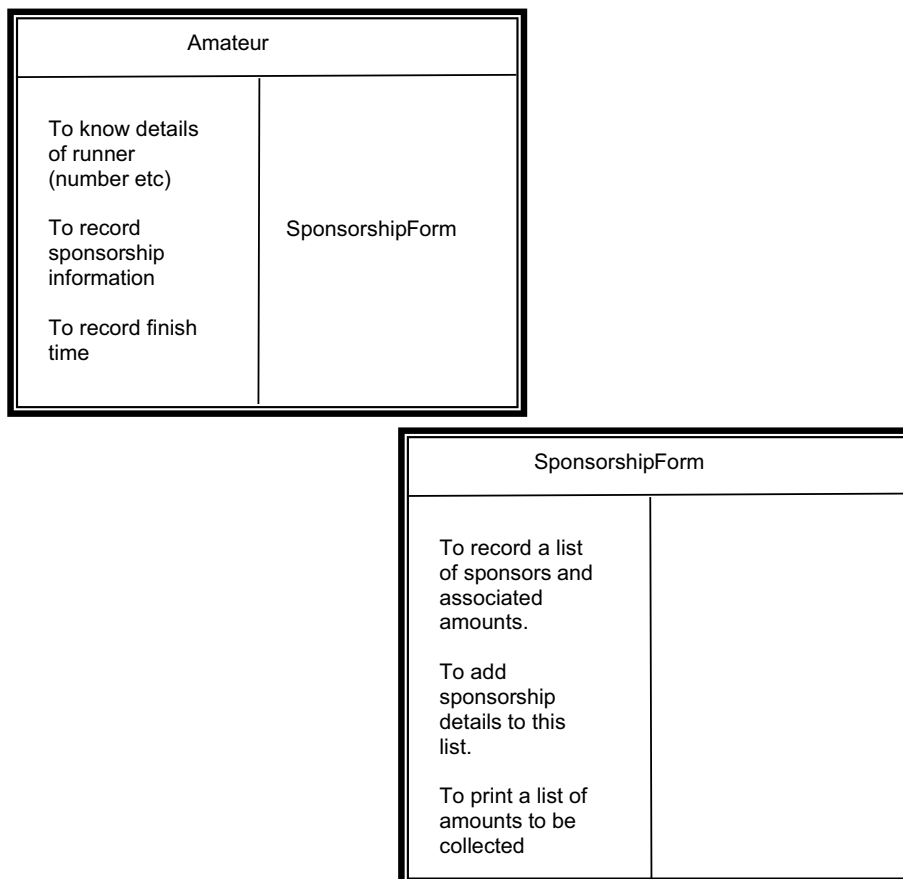 Amateur
To know details
of runner
(number etc)
To record
sponsorship
information
To record finish
time
SponsorshipForm
SponsorshipForm
To record a list
of sponsors and
associated
amounts.
To add
sponsorship
details to this
list.
To print a list of
amounts to be
collected